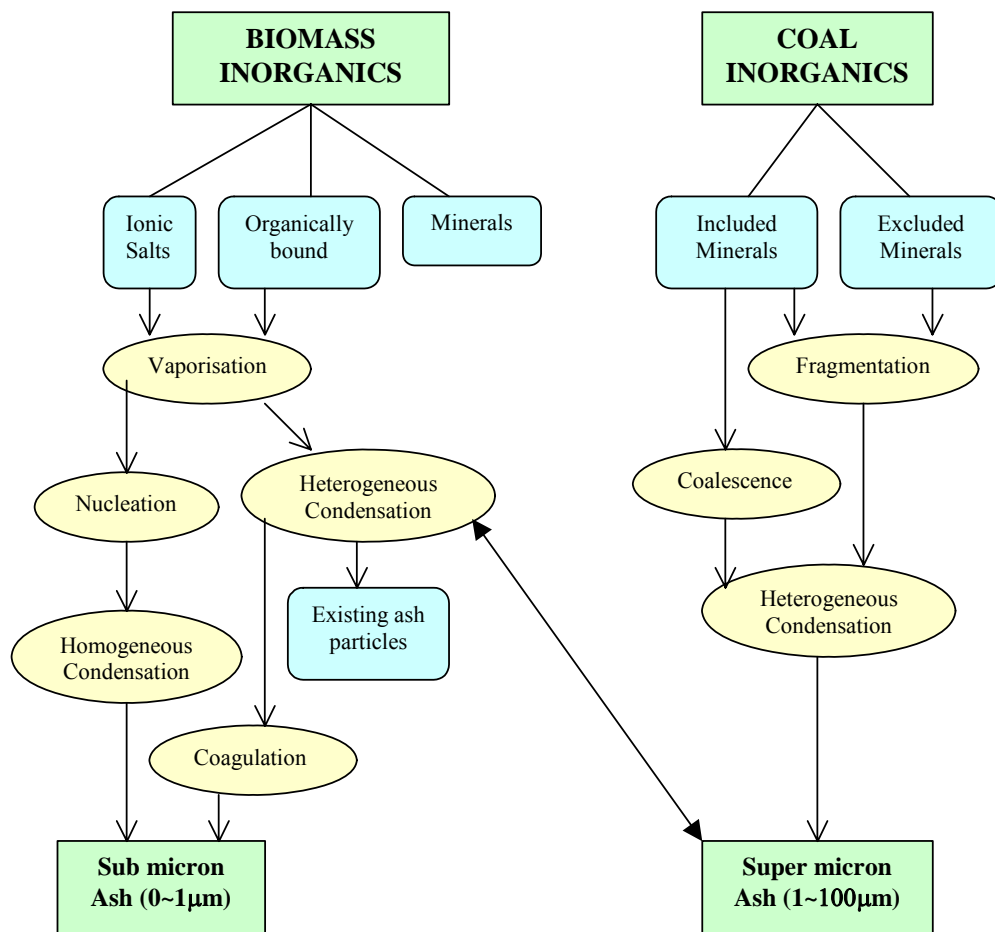 BIOMASS
INORGANICS
COAL
INORGANICS
Ionic
Salts
Organically
bound
Minerals
Included
Minerals
Excluded
Minerals
Vaporisation
Fragmentation
Nucleation
Heterogeneous
Condensation
Coalescence
Existing ash
particles
Heterogeneous
Condensation
Homogeneous
Condensation
Coagulation
Sub micron
Ash (0~1μm)
Super micron
Ash (1~100μm)